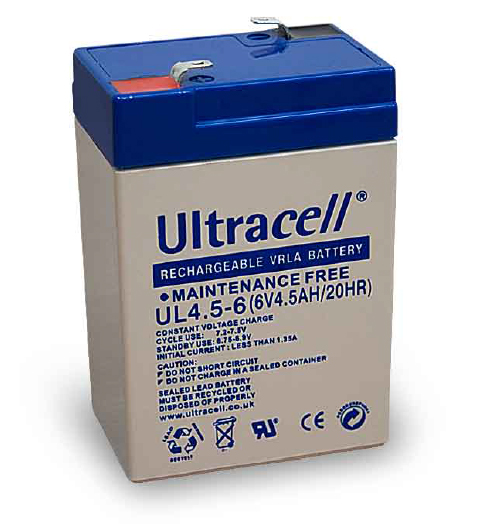 Ultracell®
RECHARGEABLE VRLA BATTERY
•MAINTENANCE FREE
UL4.5-6(6V4.5AH/20HR)
CONSTANT VOLTAGE CHARGE
CYCLE USE: 7.2-7.5V
STANDBY USE: 6.75-6.9V
INITIAL CURRENT: LESS THAN 1.35A
CAUTION:
DO NOT SHORT CIRCUIT
DO NOT CHARGE IN A SEALED CONTAINER
SEALED LEAD BATTERY
MUST BE RECYCLED OR
DISPOSED OF PROPERLY
www.ultracell.co.uk
LEAD Pb CE